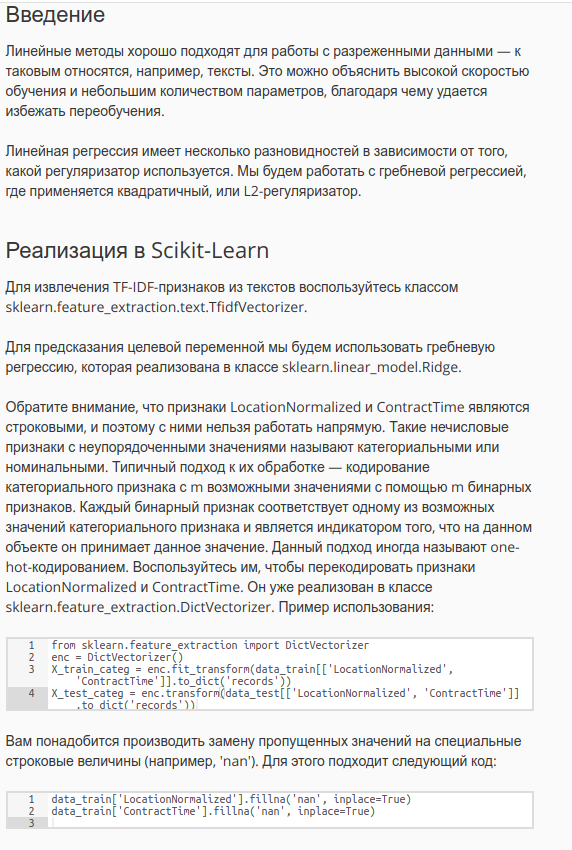 Введение
Линейные методы хорошо подходят для работы с разреженными данными — к
таковым относятся, например, тексты. Это можно объяснить высокой скоростью
обучения и небольшим количеством параметров, благодаря чему удается
избежать переобучения.
Линейная регрессия имеет несколько разновидностей в зависимости от того,
какой регуляризатор используется. Мы будем работать с гребневой регрессией,
где применяется квадратичный, или L2-регуляризатор.
Реализация в Scikit-Learn
Для извлечения TF-IDF-признаков из текстов воспользуйтесь классом
sklearn.feature_extraction.text.TfidfVectorizer.
Для предсказания целевой переменной мы будем использовать гребневую
регрессию, которая реализована в классе sklearn.linear_model.Ridge.
Обратите внимание, что признаки LocationNormalized и ContractTime являются
строковыми, и поэтому с ними нельзя работать напрямую. Такие нечисловые
признаки с неупорядоченными значениями называют категориальными или
номинальными. Типичный подход к их обработке — кодирование
категориального признака с m возможными значениями с помощью m бинарных
признаков. Каждый бинарный признак соответствует одному из возможных
значений категориального признака и является индикатором того, что на данном
объекте он принимает данное значение. Данный подход иногда называют one-
hot-кодированием. Воспользуйтесь им, чтобы перекодировать признаки
LocationNormalized и ContractTime. Он уже реализован в классе
sklearn.feature_extraction.DictVectorizer. Пример использования:
1 from sklearn.feature_extraction import DictVectorizer
2 enc = DictVectorizer()
3 X_train_categ = enc.fit_transform(data_train[['LocationNormalized',
'ContractTime']].to_dict('records'))
4 X_test_categ = enc.transform(data_test[['LocationNormalized', 'ContractTime']]
.to_dict('records'))
Вам понадобится производить замену пропущенных значений на специальные
строковые величины (например, 'nan'). Для этого подходит следующий код:
1 data_train['LocationNormalized'].fillna('nan', inplace=True)
2 data_train['ContractTime'].fillna('nan', inplace=True)
3